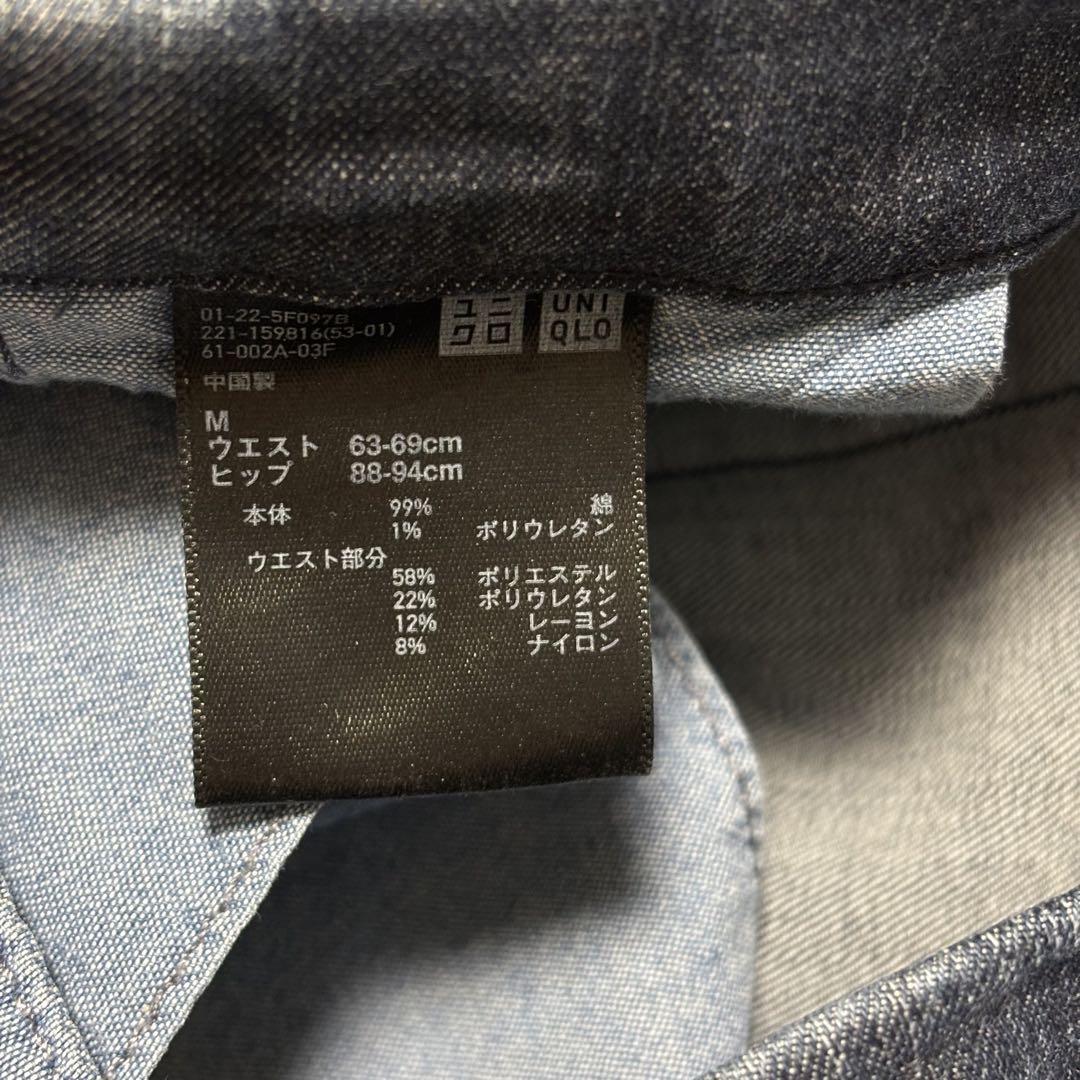 01-22-5F097B
221-159816(53-01)
61-002A-03F
ユニ
クロ
UNI
QLO
中国製
M
ウエスト 63-69cm
ヒップ 88-94cm
本体 99% 綿
1% ポリウレタン
ウエスト部分
58% ポリエステル
22% ポリウレタン
12% レーヨン
8% ナイロン